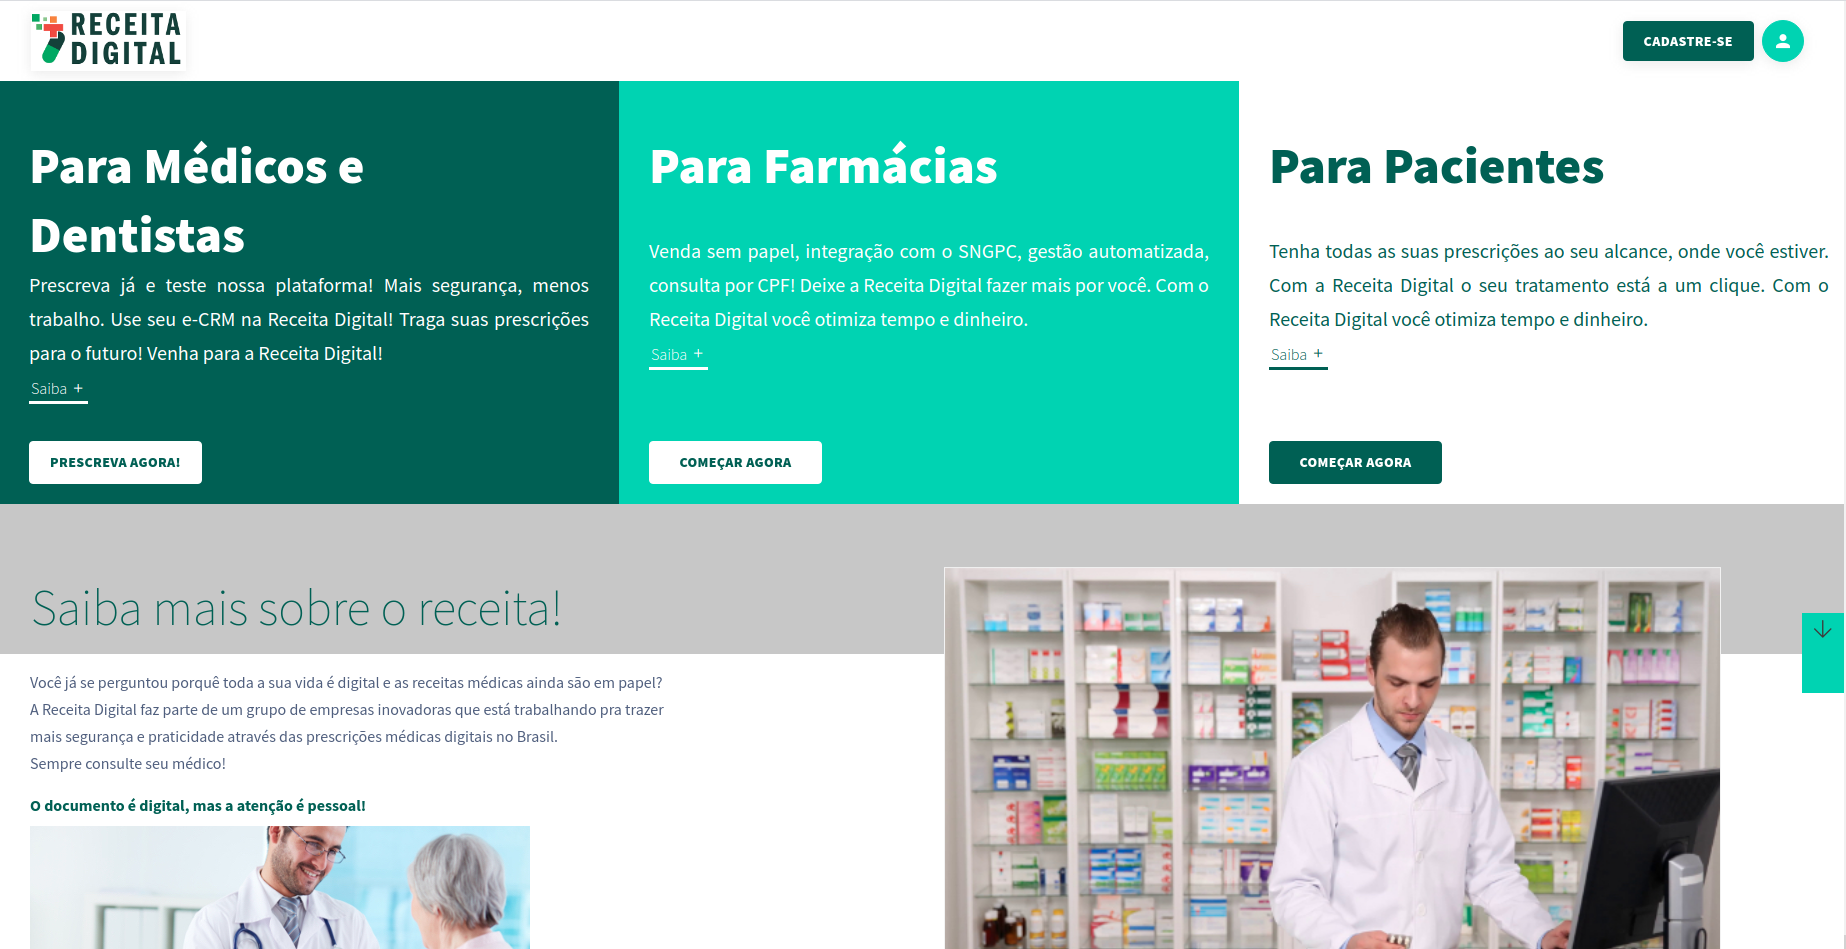 RECEITA
DIGITAL
CADASTRE-SE
Para Médicos e
Dentistas
Prescreva já e teste nossa plataforma! Mais segurança, menos
trabalho. Use seu e-CRM na Receita Digital! Traga suas prescrições
para o futuro! Venha para a Receita Digital!
Saiba +
PRESCREVA AGORA!
Para Farmácias
Venda sem papel, integração com o SNGPC, gestão automatizada,
consulta por CPF! Deixe a Receita Digital fazer mais por você. Com o
Receita Digital você otimiza tempo e dinheiro.
Saiba +
COMEÇAR AGORA
Para Pacientes
Tenha todas as suas prescrições ao seu alcance, onde você estiver.
Com a Receita Digital o seu tratamento está a um clique. Com o
Receita Digital você otimiza tempo e dinheiro.
Saiba +
COMEÇAR AGORA
Saiba mais sobre o receita!
Você já se perguntou porquê toda a sua vida é digital e as receitas médicas ainda são em papel?
A Receita Digital faz parte de um grupo de empresas inovadoras que está trabalhando pra trazer
mais segurança e praticidade através das prescrições médicas digitais no Brasil.
Sempre consulte seu médico!
O documento é digital, mas a atenção é pessoal!